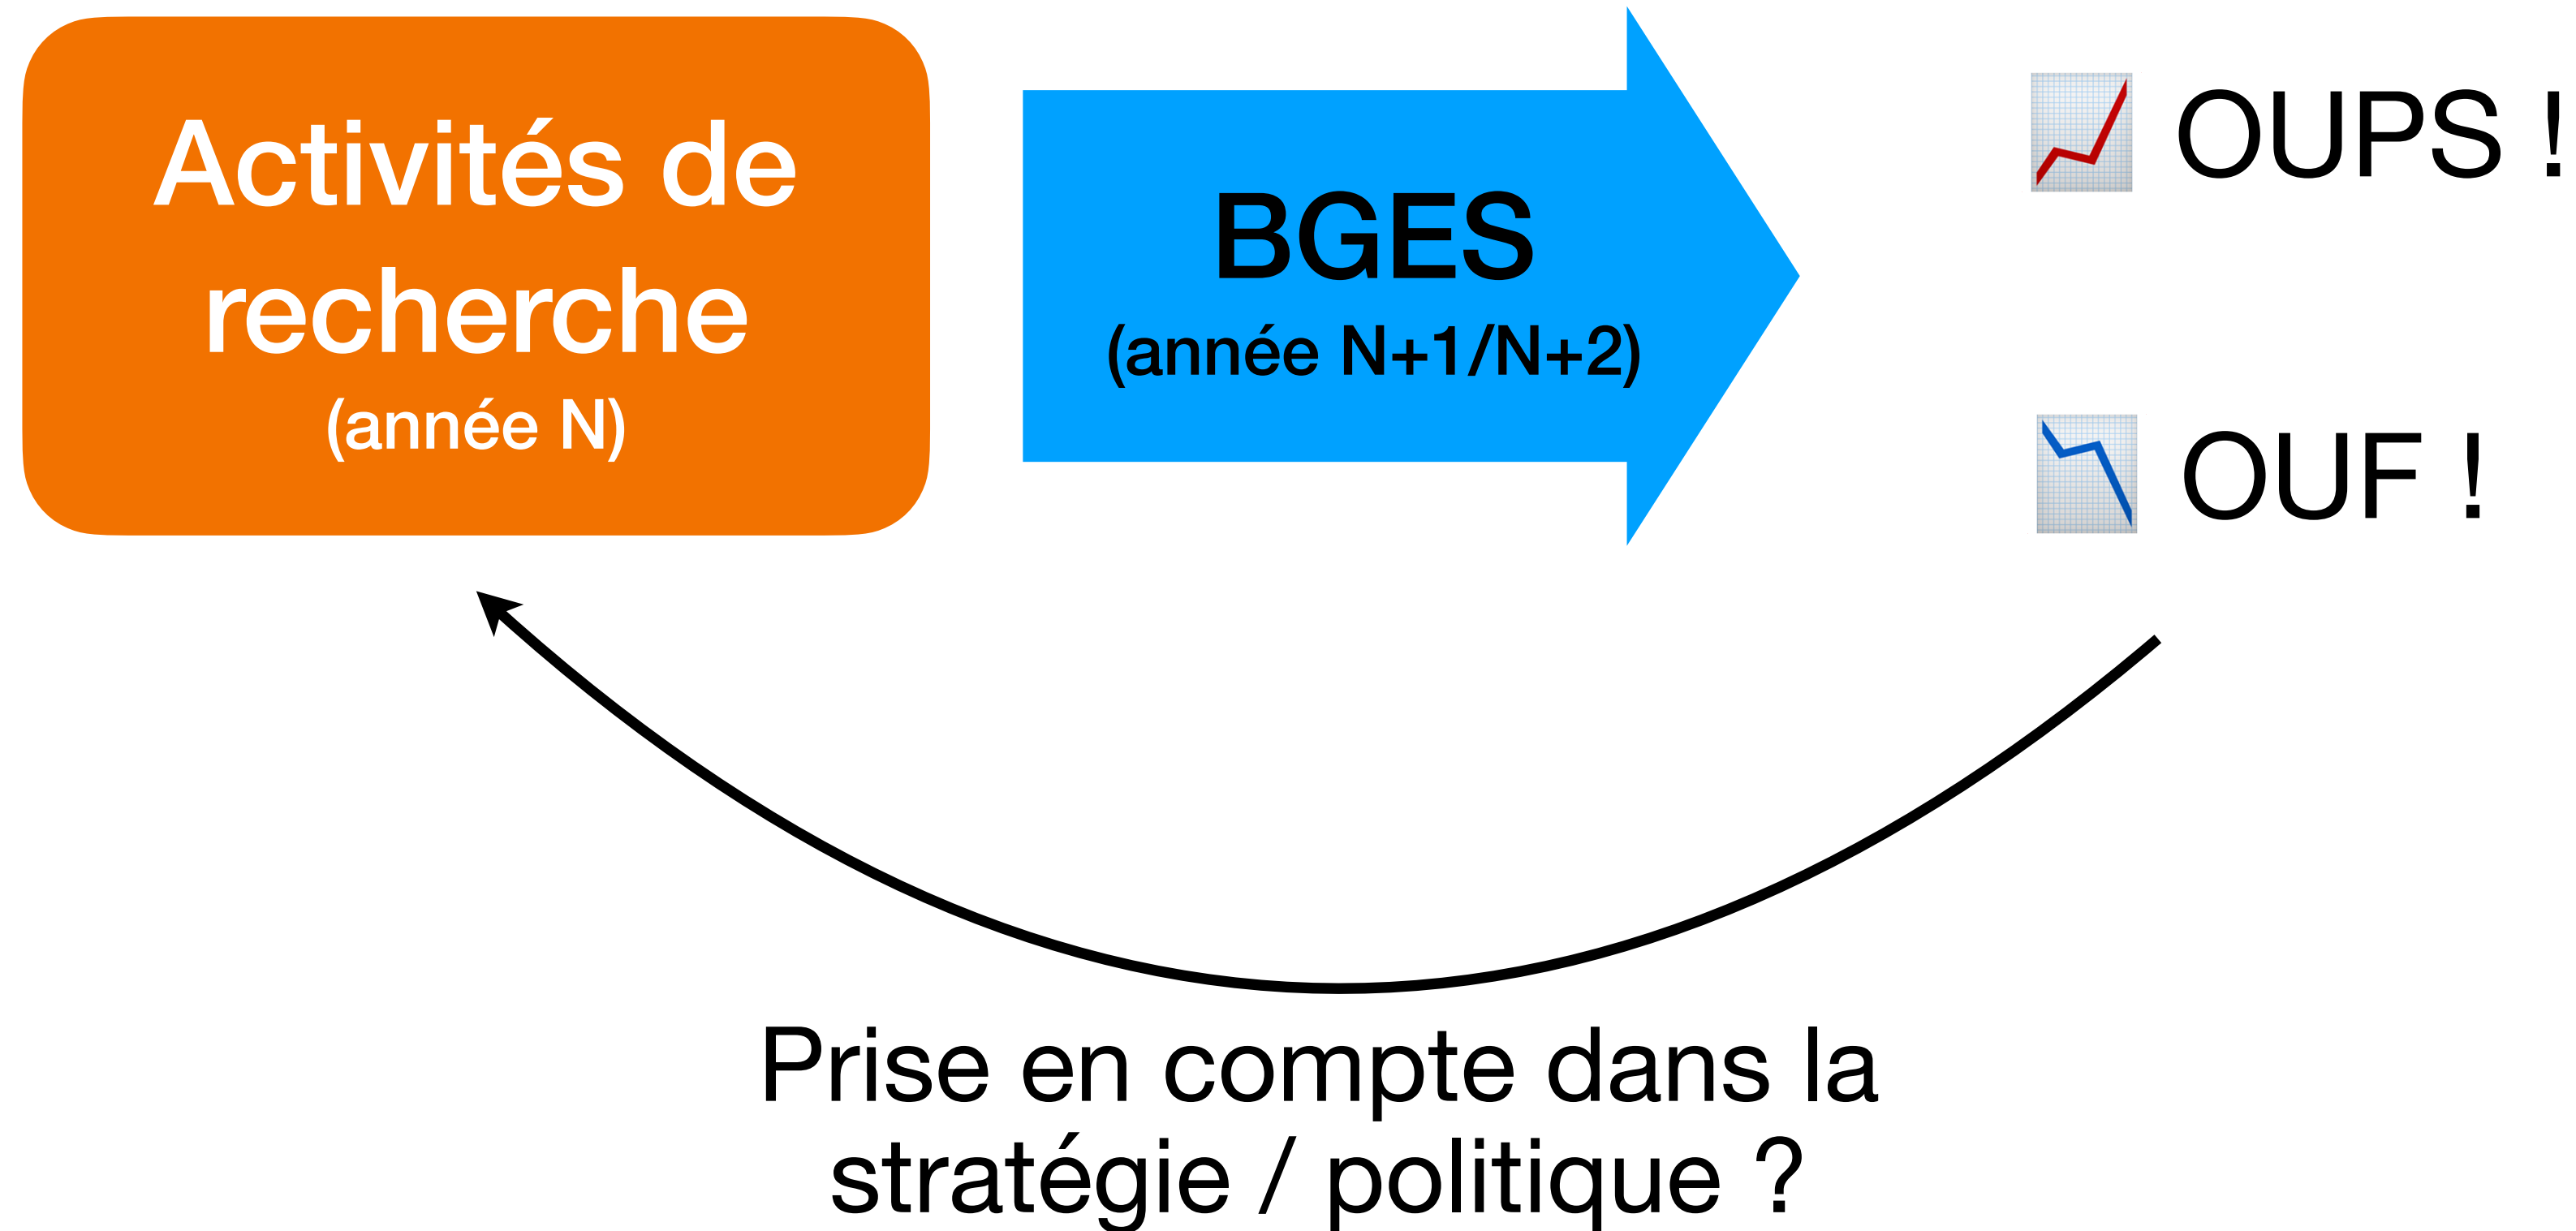 Activités de
recherche
(année N)
BGES
(année N+1/N+2)
OUPS !
OUF !
Prise en compte dans la
stratégie / politique ?